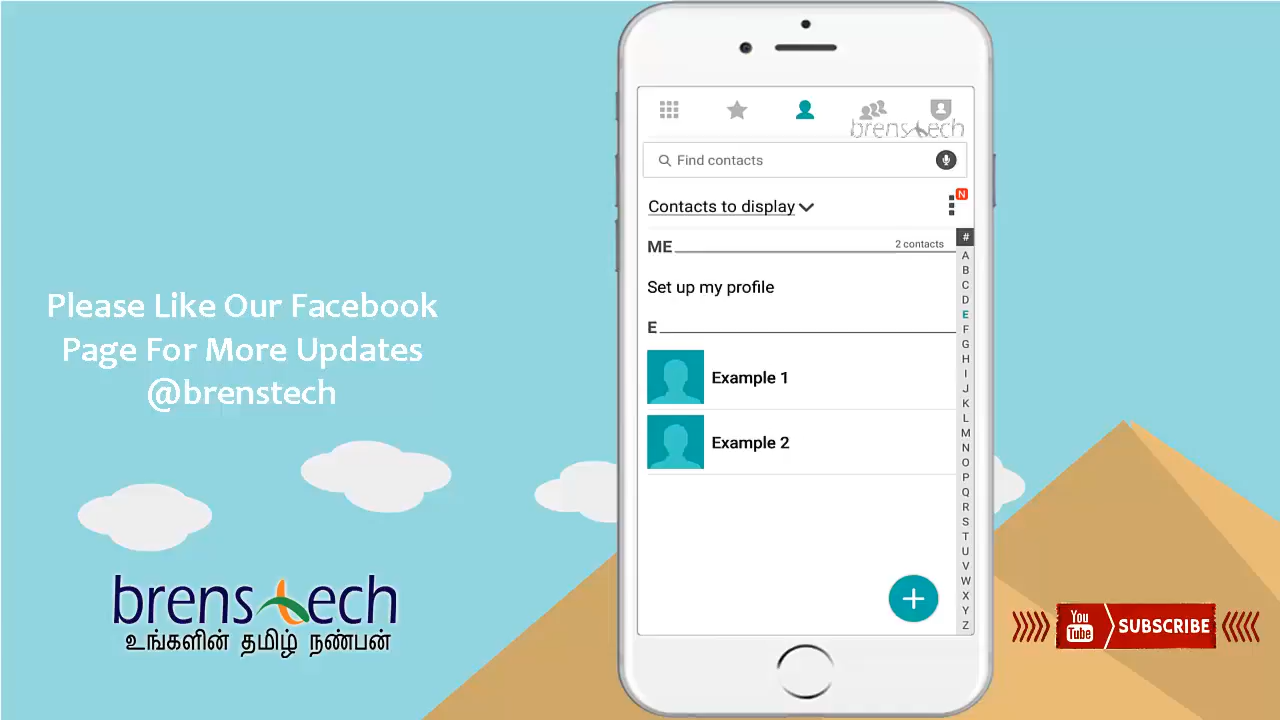 brenstech
Find contacts
Contacts to display
N
ME
2 contacts
Set up my profile
E
Example 1
Example 2
#
A
B
C
D
E
F
G
H
I
J
K
L
M
N
O
P
Q
R
S
T
U
V
W
X
Y
Z
Please Like Our Facebook
Page For More Updates
@brenstech
brenstech
உங்களின் தமிழ் நண்பன்
You
Tube
SUBSCRIBE